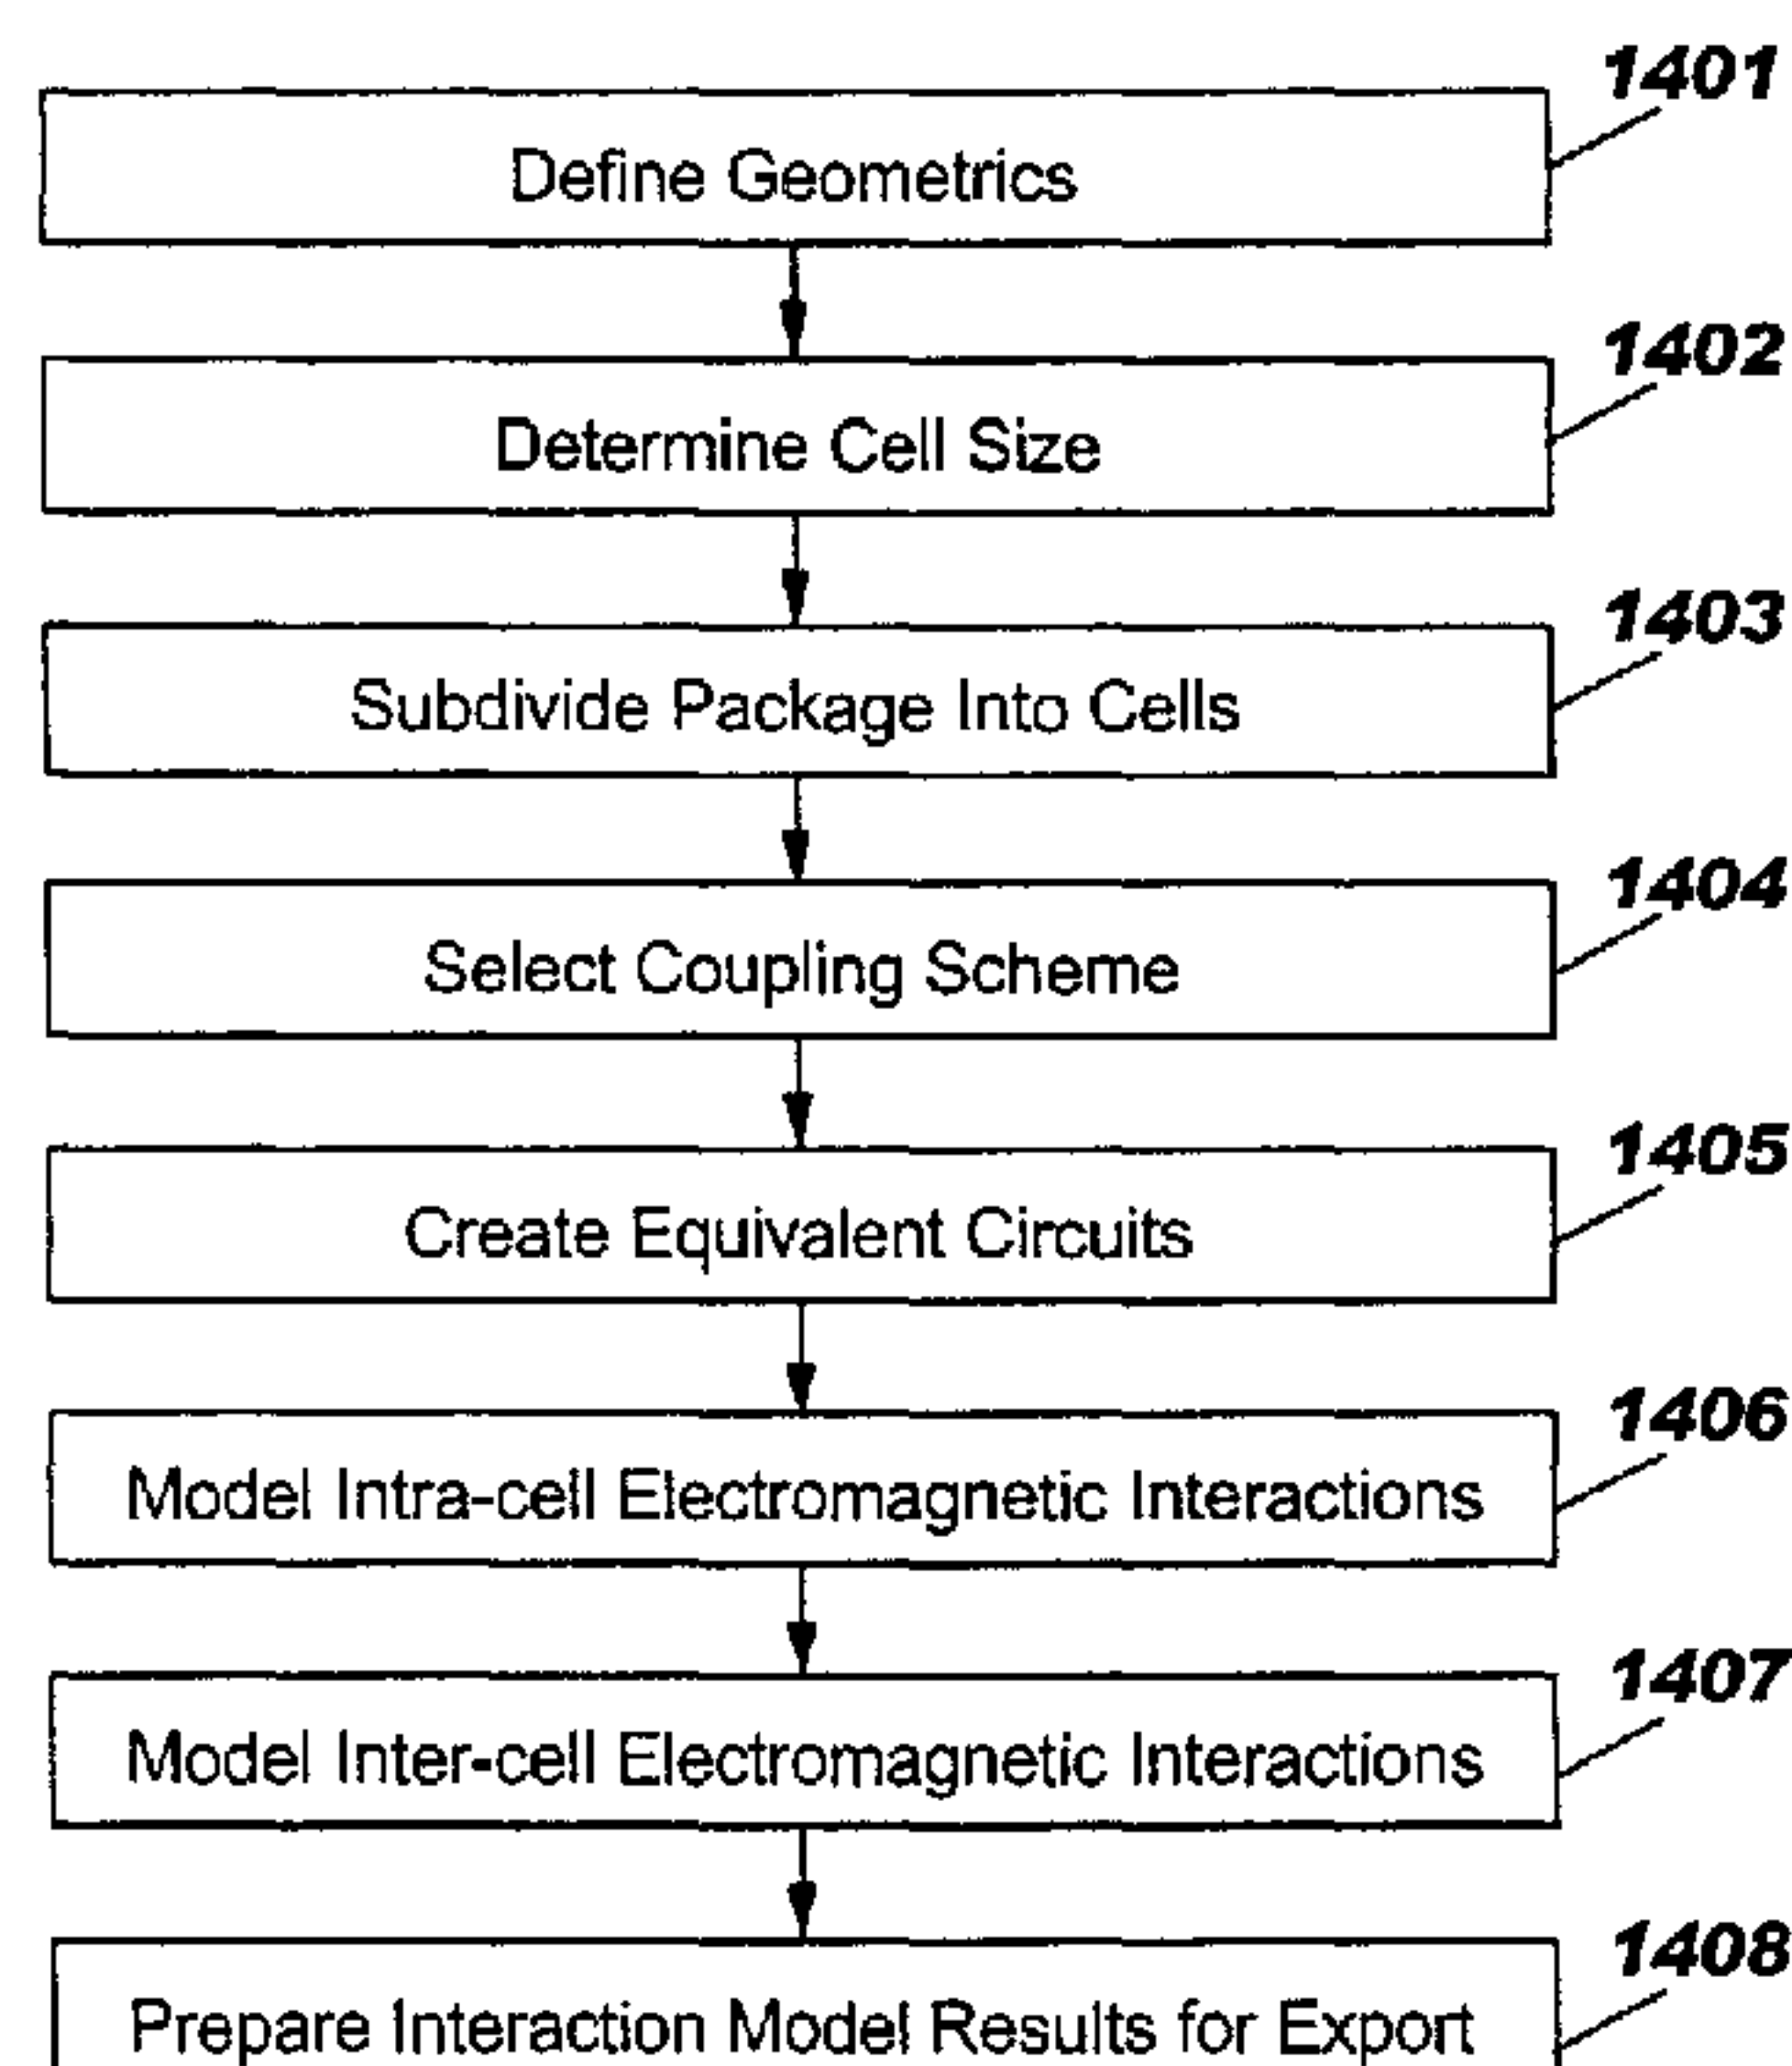 1401
Define Geometrics
1402
Determine Cell Size
1403
Subdivide Package Into Cells
1404
Select Coupling Scheme
1405
Create Equivalent Circuits
1406
Model Intra-cell Electromagnetic Interactions
1407
Model Inter-cell Electromagnetic Interactions
1408
Prepare Interaction Model Results for Export